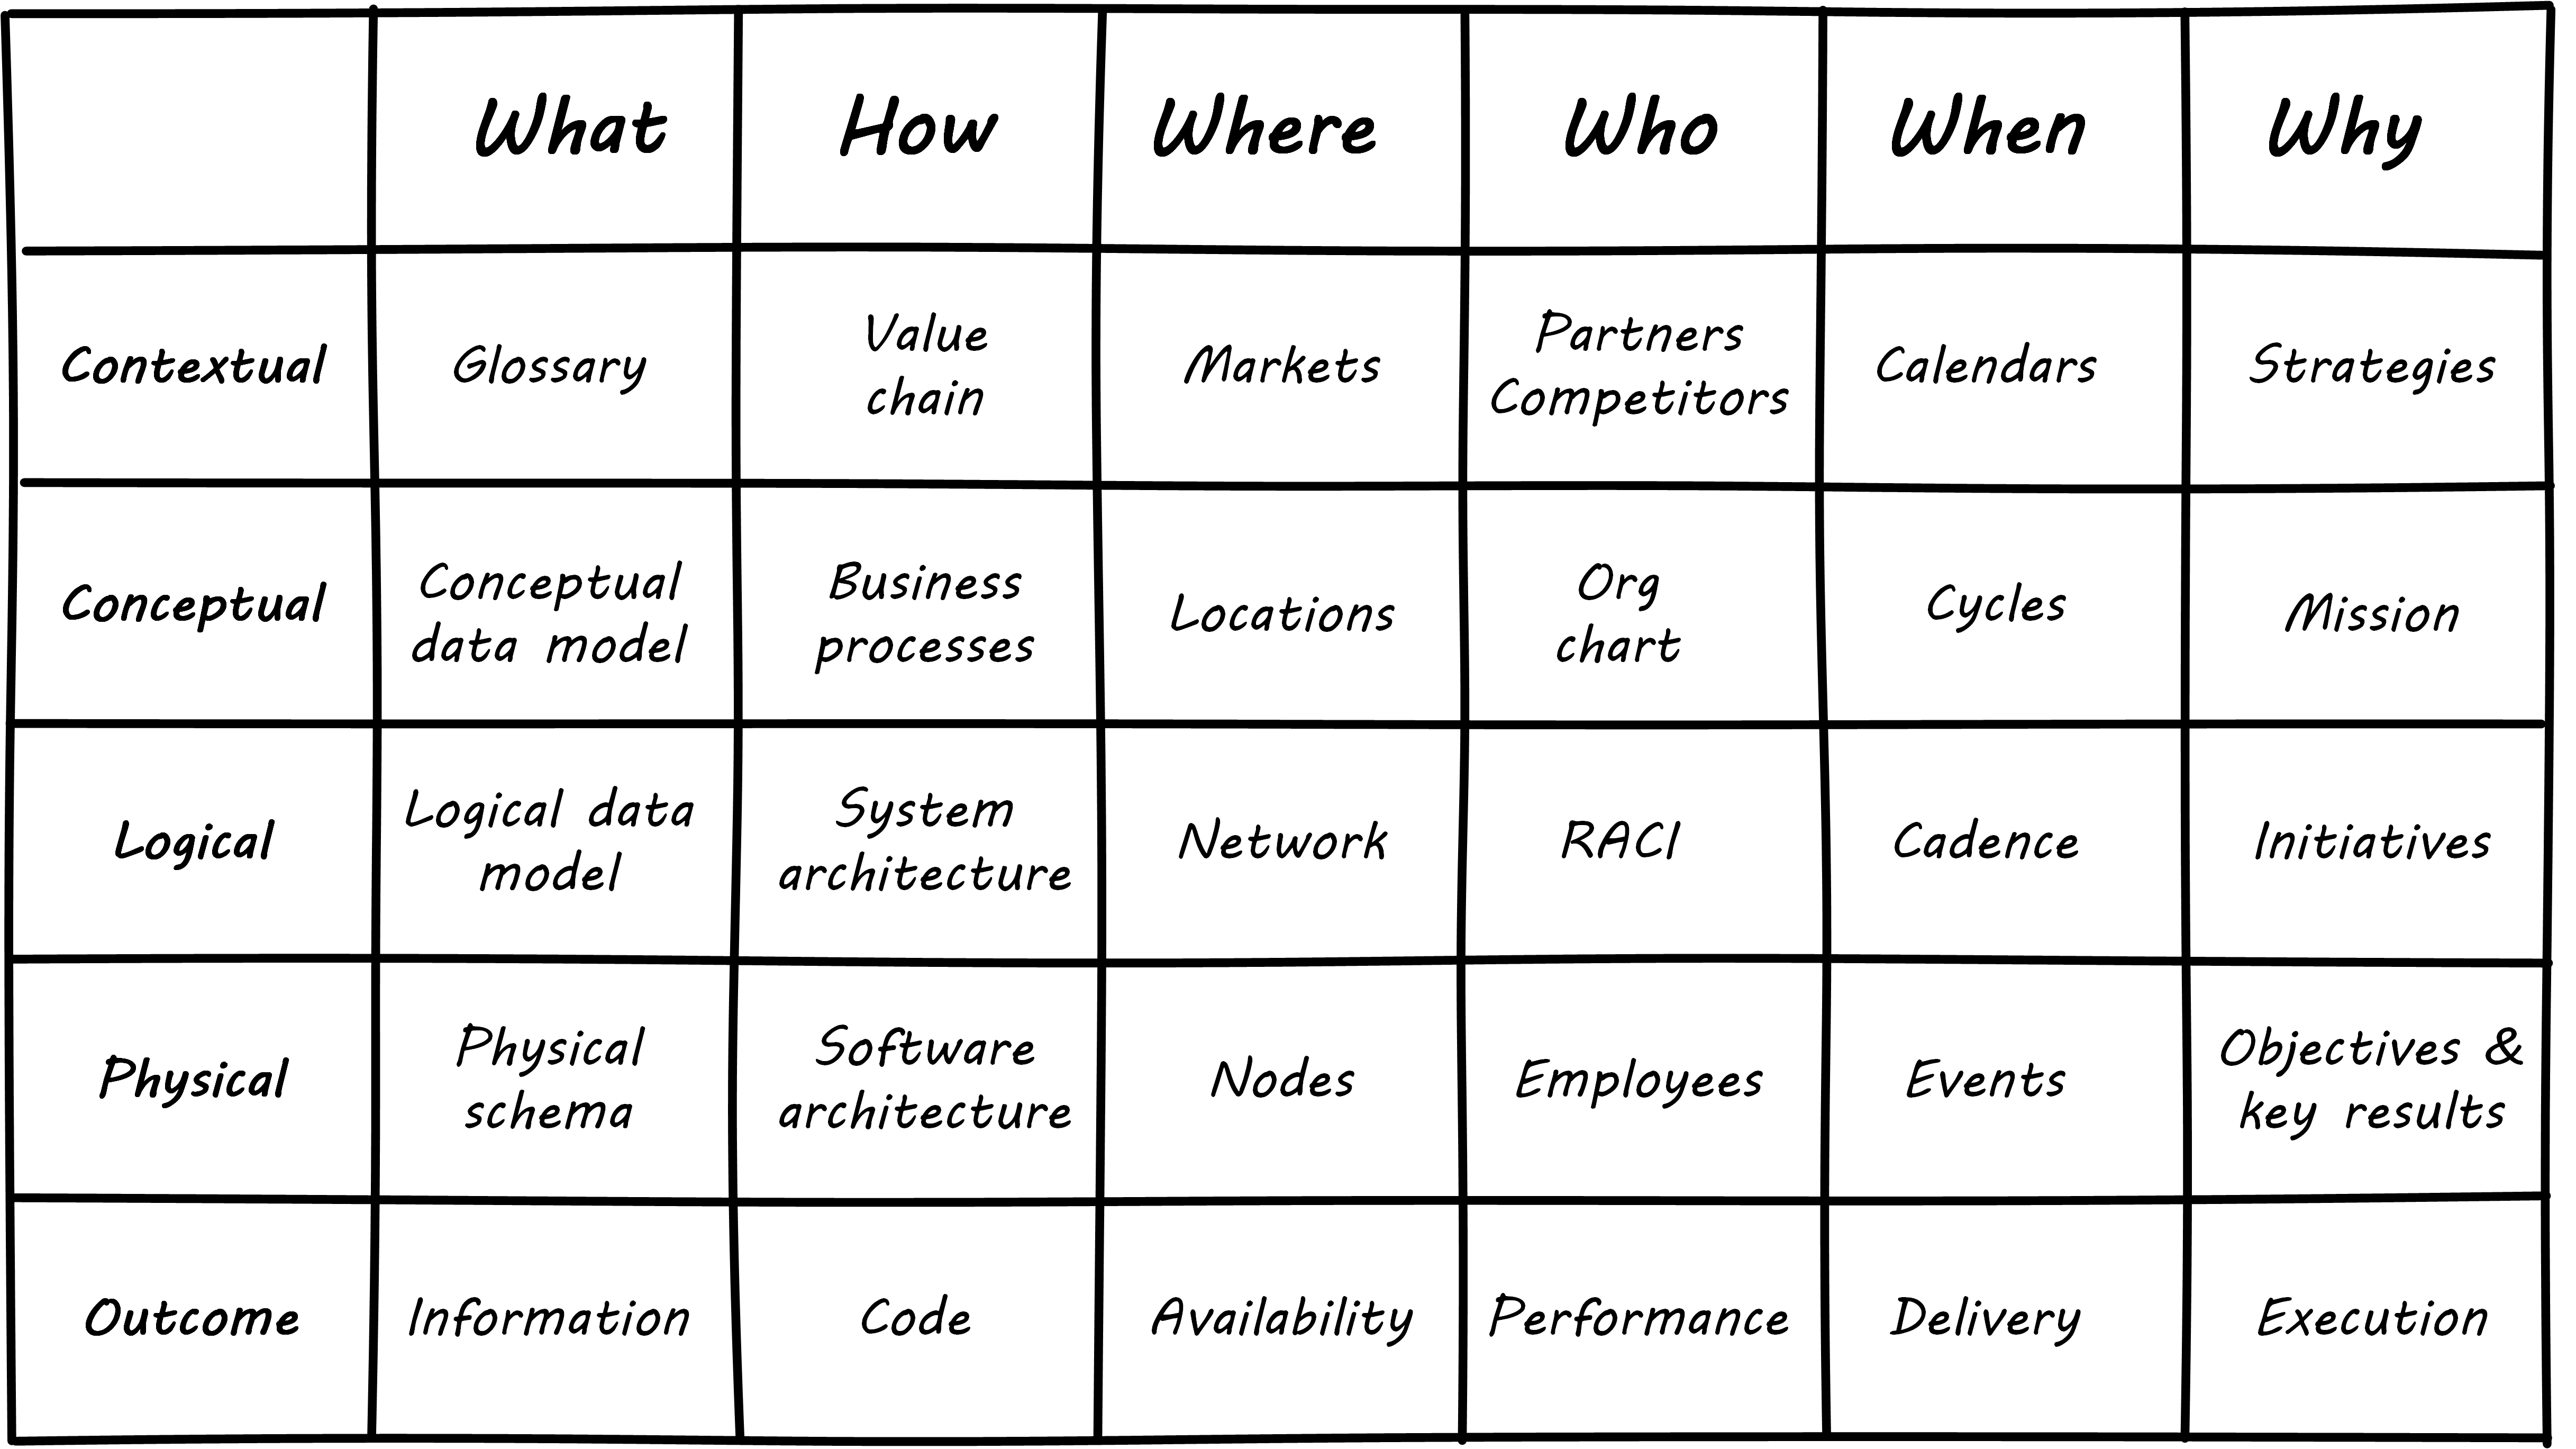 What How Where Who When Why
Contextual
Glossary
Value
chain
Markets
Partners
Competitors
Calendars
Strategies
Conceptual
Conceptual
data model
Business
processes
Locations
Org
chart
Cycles
Mission
Logical
Logical data
model
System
architecture
Network
RACI
Cadence
Initiatives
Physical
Physical
schema
Software
architecture
Nodes
Employees
Events
Objectives &
key results
Outcome
Information
Code
Availability
Performance
Delivery
Execution